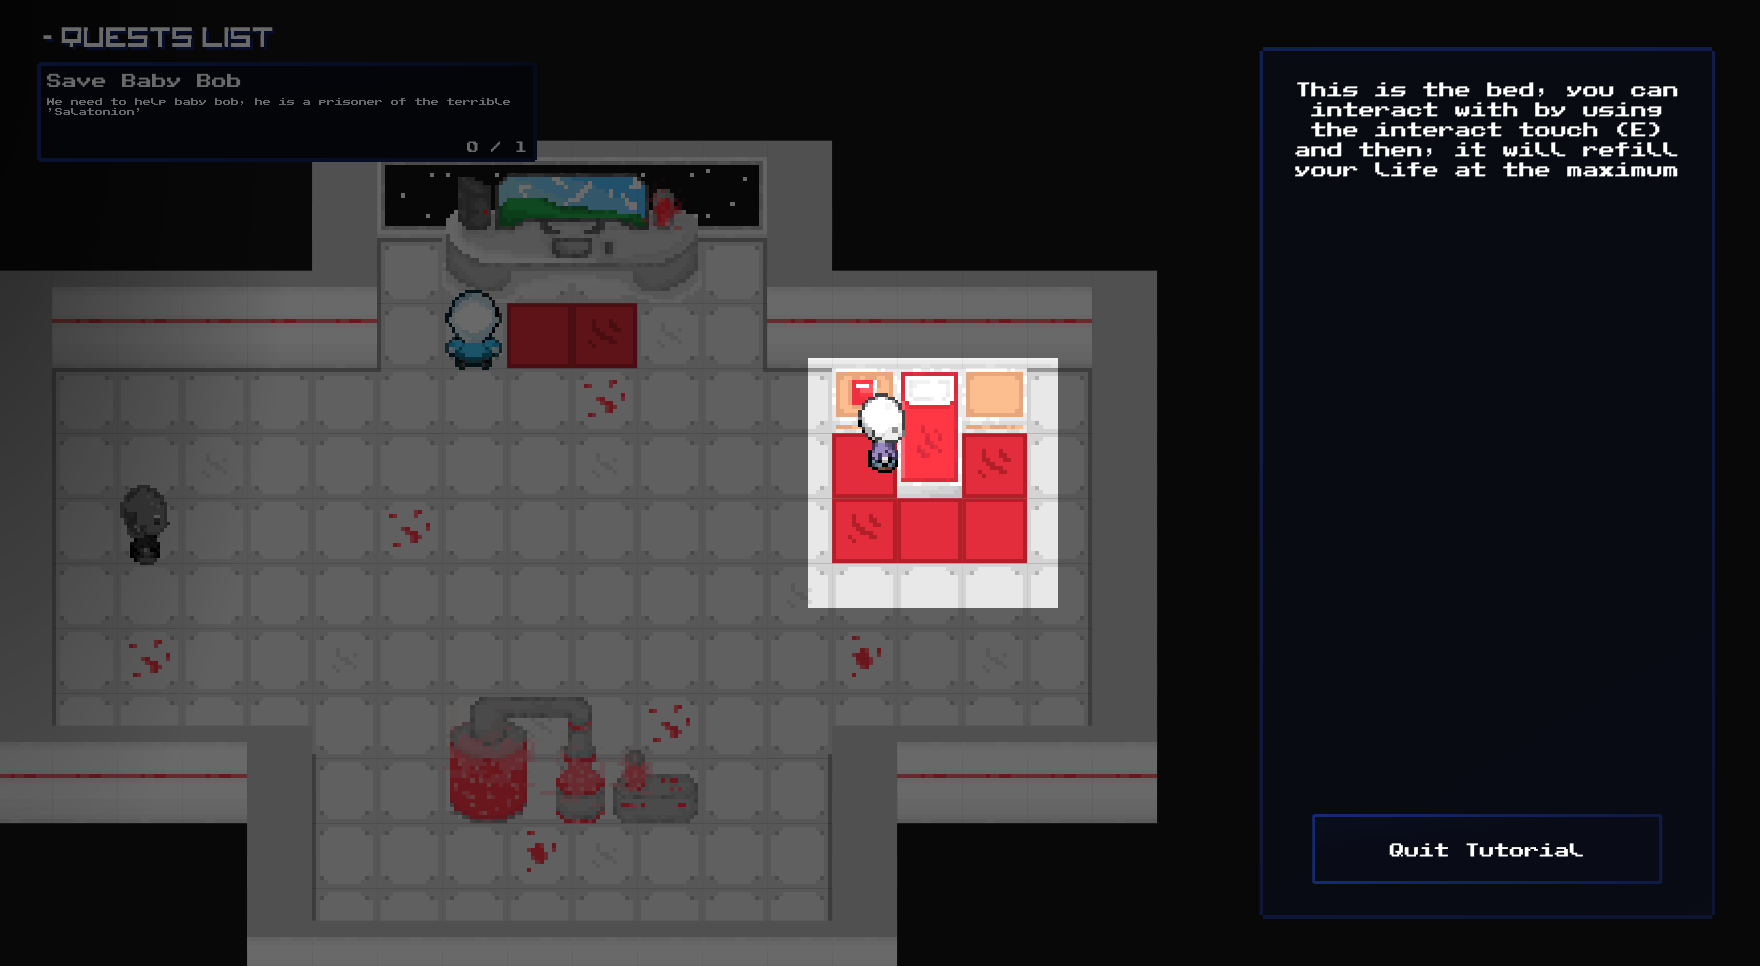 - QUESTS LIST
Save Baby Bob
We need to help baby bob, he is a prisoner of the terrible
'Salatonion'
0 / 1
This is the bed, you can
interact with by using
the interact touch (E)
and then, it will refill
your life at the maximum
Quit Tutorial